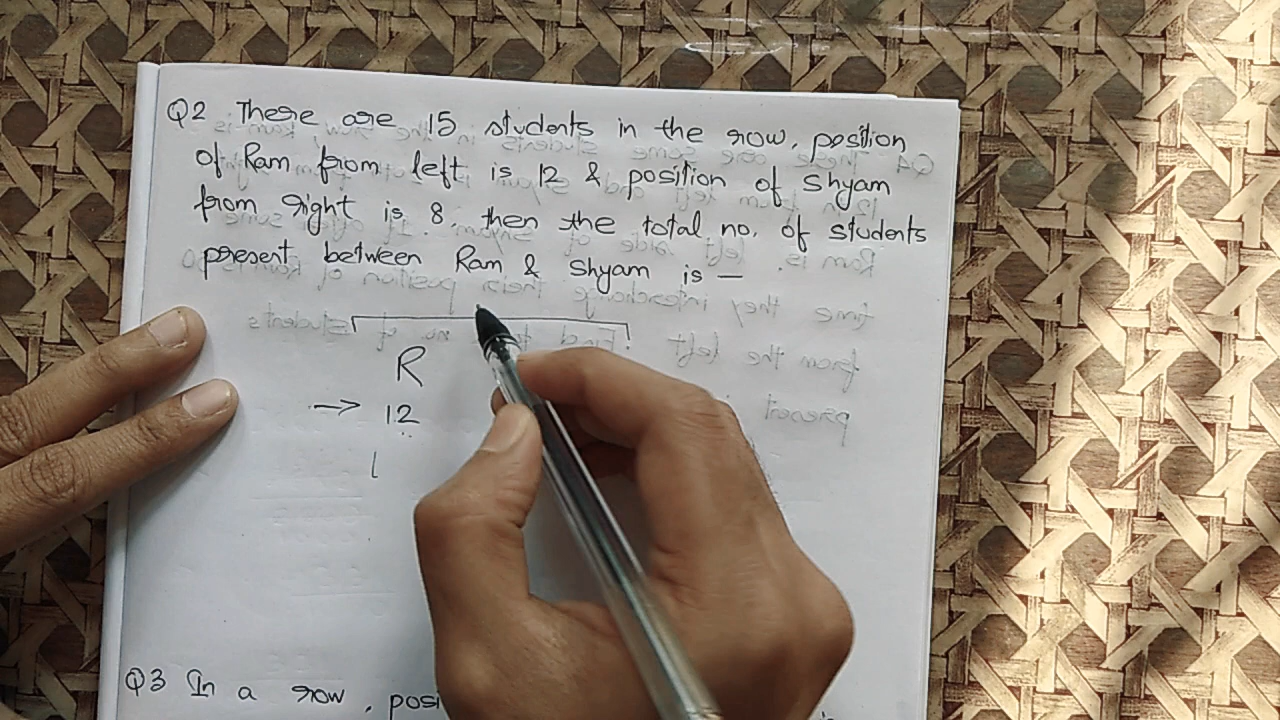 Q2 There are 15 students in the row, position
of Ram from left is 12 & position of Shyam
from right is 8, then the total no. of students
present between Ram & Shyam is —
R
→ 12
Q3 In a row, posi